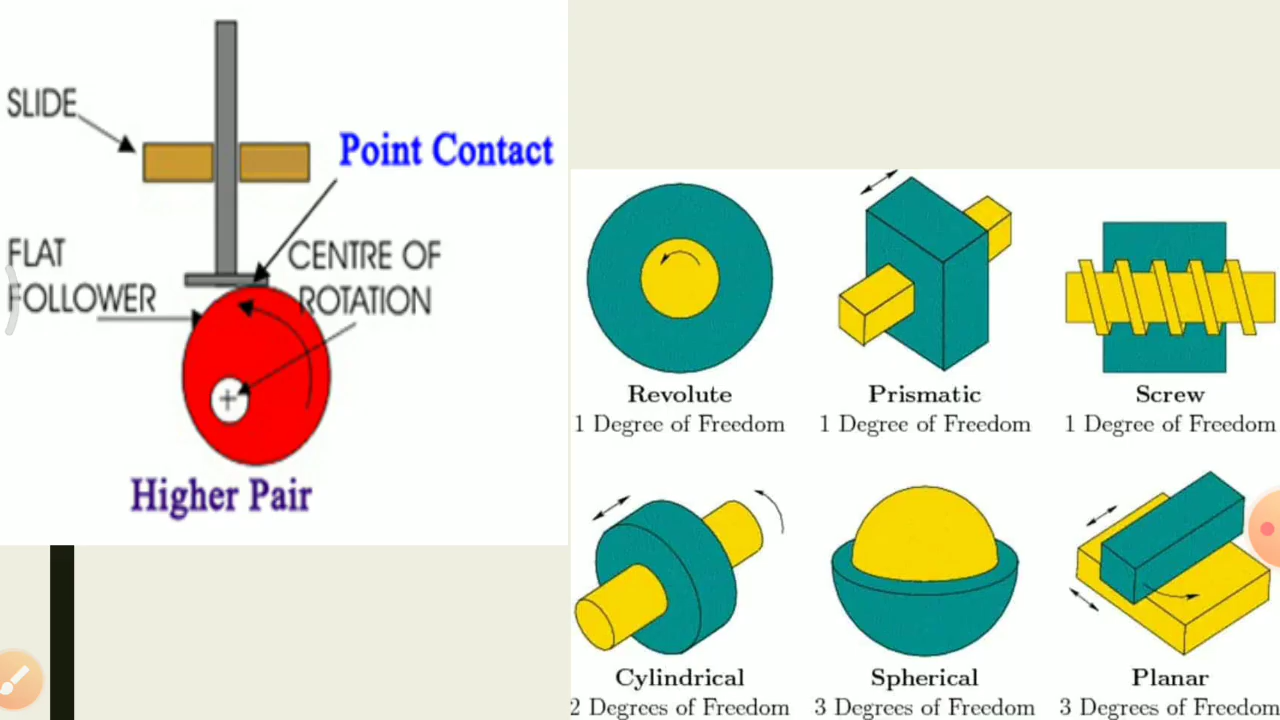 SLIDE
Point Contact
FLAT
FOLLOWER
CENTRE OF
ROTATION
Higher Pair
Revolute
1 Degree of Freedom
Prismatic
1 Degree of Freedom
Screw
1 Degree of Freedom
Cylindrical
2 Degrees of Freedom
Spherical
3 Degrees of Freedom
Planar
3 Degrees of Freedom